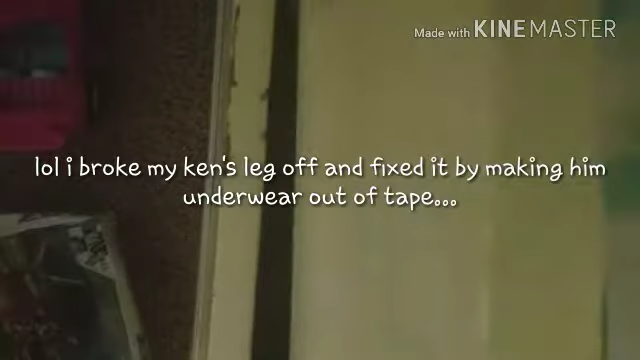 Made with KINEMASTER
lol i broke my ken's leg off and fixed it by making him
underwear out of tape...